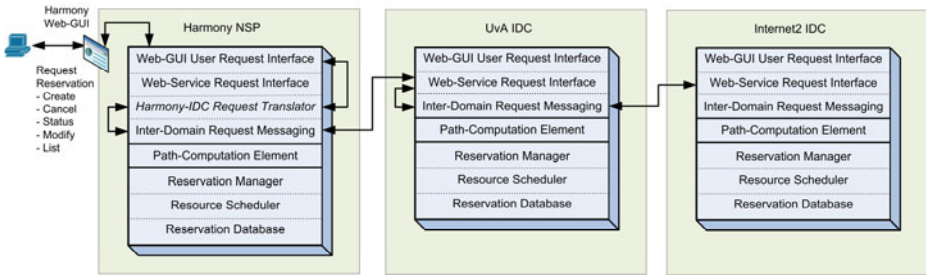 Harmony
Web-GUI
Request
Reservation
- Create
- Cancel
- Status
- Modify
- List
Harmony NSP
Web-GUI User Request Interface
Web-Service Request Interface
Harmony-IDC Request Translator
Inter-Domain Request Messaging
Path-Computation Element
Reservation Manager
Resource Scheduler
Reservation Database
UvA IDC
Web-GUI User Request Interface
Web-Service Request Interface
Inter-Domain Request Messaging
Path-Computation Element
Reservation Manager
Resource Scheduler
Reservation Database
Internet2 IDC
Web-GUI User Request Interface
Web-Service Request Interface
Inter-Domain Request Messaging
Path-Computation Element
Reservation Manager
Resource Scheduler
Reservation Database